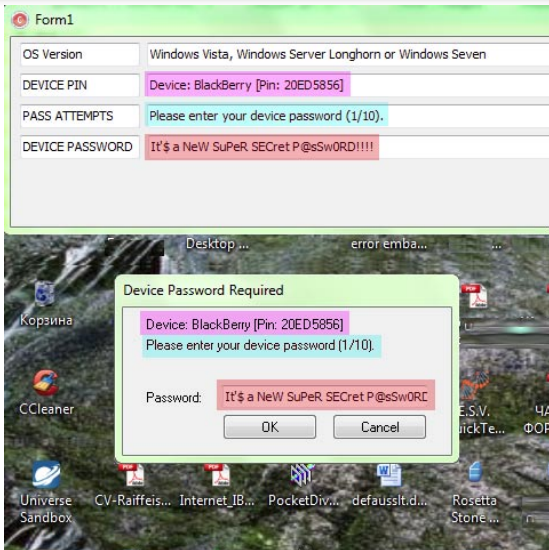 Form1
OS Version Windows Vista, Windows Server Longhorn or Windows Seven
DEVICE PIN Device: BlackBerry [Pin: 20ED5856]
PASS ATTEMPTS Please enter your device password (1/10).
DEVICE PASSWORD It'$ a NeW SuPeR SECret P@sSw0RD!!!!
Desktop ... error emba... ...
Device Password Required
Корзина
Device: BlackBerry [Pin: 20ED5856]
Please enter your device password (1/10).
Password: It'$ a NeW SuPeR SECret P@sSw0RD
OK Cancel
CCleaner
E.S.V.
Universe Sandbox
CV-Raiffeis...
Internet_IB...
PocketDiv...
defausslt.d...
Rosetta Stone ...